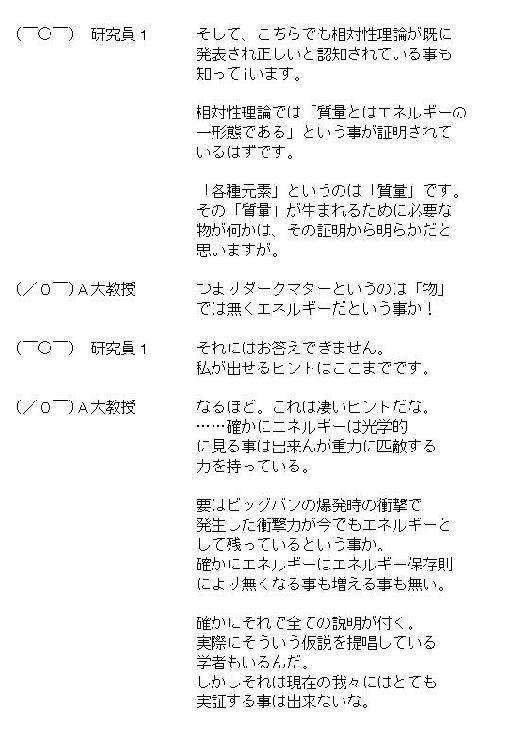 (￣○￣) 研究員1 そして、こちらでも相対性理論が既に
発表され正しいと認知されている事も
知ってiいます。
相対性理論では「質量とはエネルギーの
一形態である」という事が証明されて
いるはずです。
「各種元素」というのは「質量」です。
その「質量」が生まれるために必要な
物が何かは、その証明から明らかだと
思いますが。
(／0￣)A大教授 つまりダークマターというのは「物」
では無くエネルギーだという事か！
(￣○￣) 研究員1 それにはお答えできません。
私が出せるヒントはここまでです。
(／0￣)A大教授 なるほど。これは凄いヒントだな。
……確かにエネルギーは光学的
に見る事は出来んが重力に匹敵する
力を持っている。
要はビッグバンの爆発時の衝撃で
発生した衝撃力が今でもエネルギーと
して残っているという事か。
確かにエネルギーはエネルギー保存則
により無くなる事も増える事も無い。
確かにそれで全ての説明が付く。
実際にそういう仮説を提唱している
学者もいるんだ。
しかしそれは現在の我々にはとても
実証する事は出来ないな。